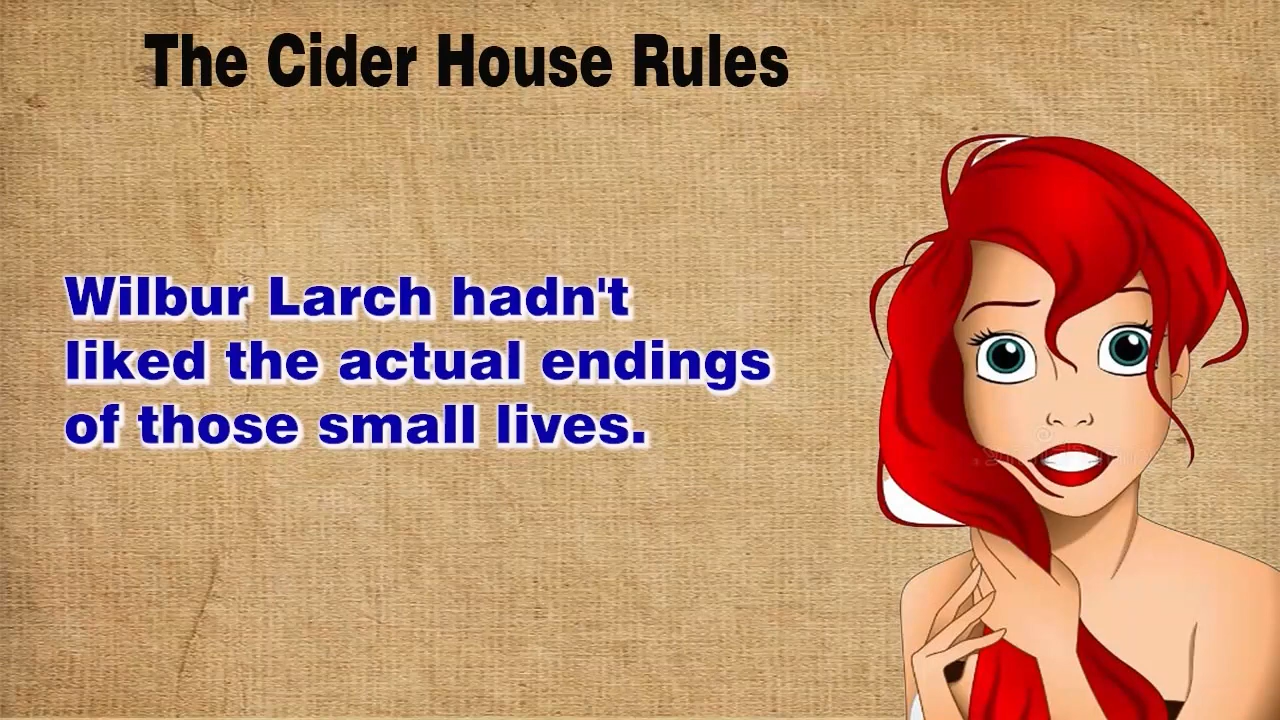 The Cider House Rules
Wilbur Larch hadn't
liked the actual endings
of those small lives.